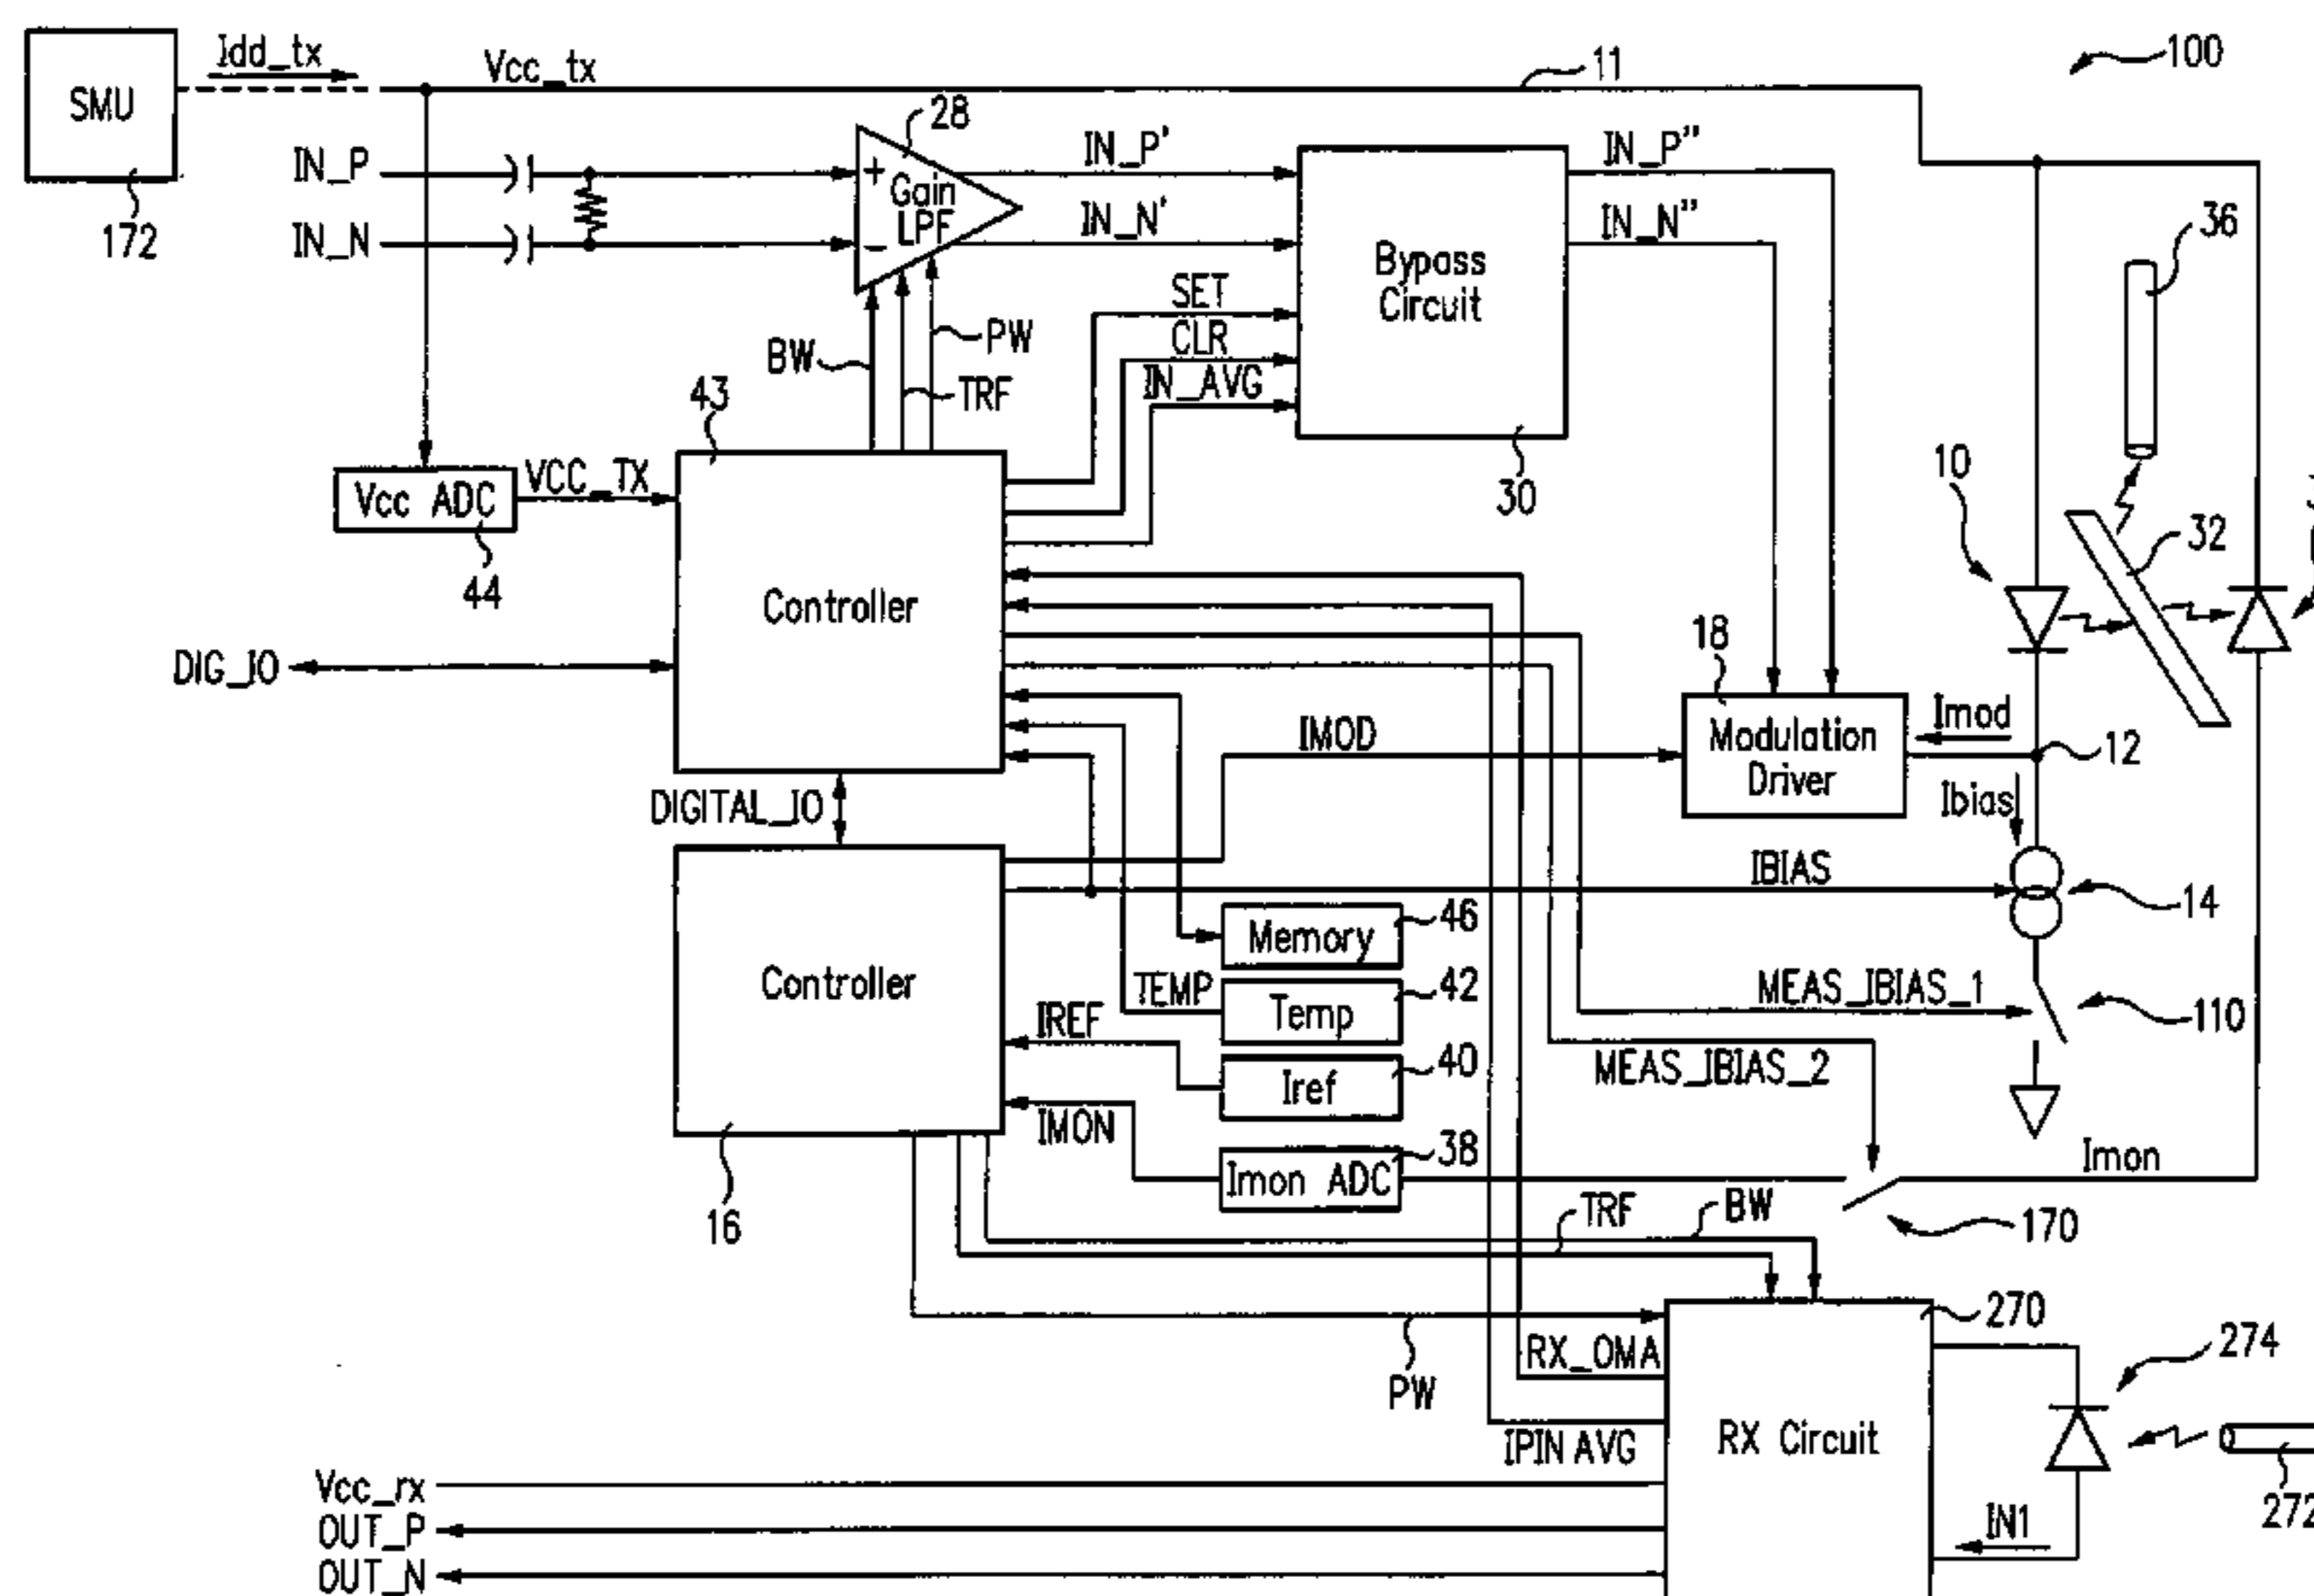 Idd_tx
Vcc_tx
11
100
SMU
172
IN_P
IN_N
28
+
Gain
LPF
−
IN_P'
IN_N'
IN_P"
IN_N"
36
Bypass
Circuit
30
SET
CLR
IN_AVG
BW
PW
TRF
43
Vcc ADC
VCC_TX
44
10
32
3
Controller
DIG_IO
18
Modulation
Driver
Imod
12
IMOD
DIGITAL_IO
Ibias
IBIAS
14
Controller
Memory
46
TEMP
Temp
42
MEAS_IBIAS_1
110
IREF
Iref
40
MEAS_IBIAS_2
IMON
Imon ADC
38
Imon
16
TRF
BW
170
270
274
RX_OMA
PW
IPIN AVG
RX Circuit
Vcc_rx
IN1
272
OUT_P
OUT_N